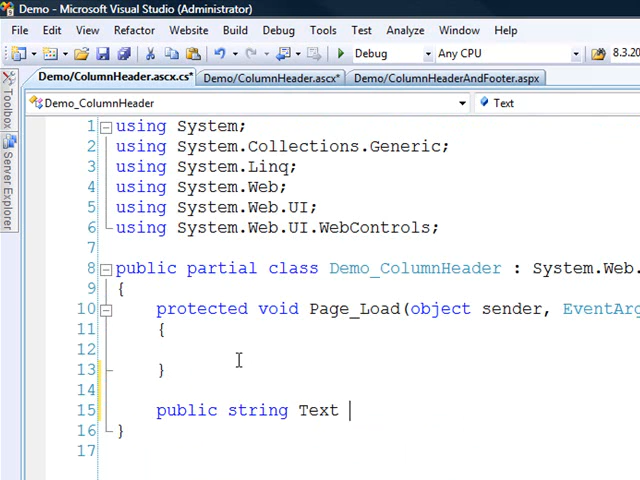 Demo - Microsoft Visual Studio (Administrator)
File Edit View Refactor Website Build Debug Tools Test Analyze Window Help
Debug Any CPU 8.3.20
Demo/ColumnHeader.ascx.cs* Demo/ColumnHeader.ascx* Demo/ColumnHeaderAndFooter.aspx
Toolbox
Server Explorer
Demo_ColumnHeader Text
1 using System;
2 using System.Collections.Generic;
3 using System.Linq;
4 using System.Web;
5 using System.Web.UI;
6 using System.Web.UI.WebControls;
7
8 public partial class Demo_ColumnHeader : System.Web.
9 {
10 protected void Page_Load(object sender, EventArg
11 {
12
13 }
14
15 public string Text
16 }
17